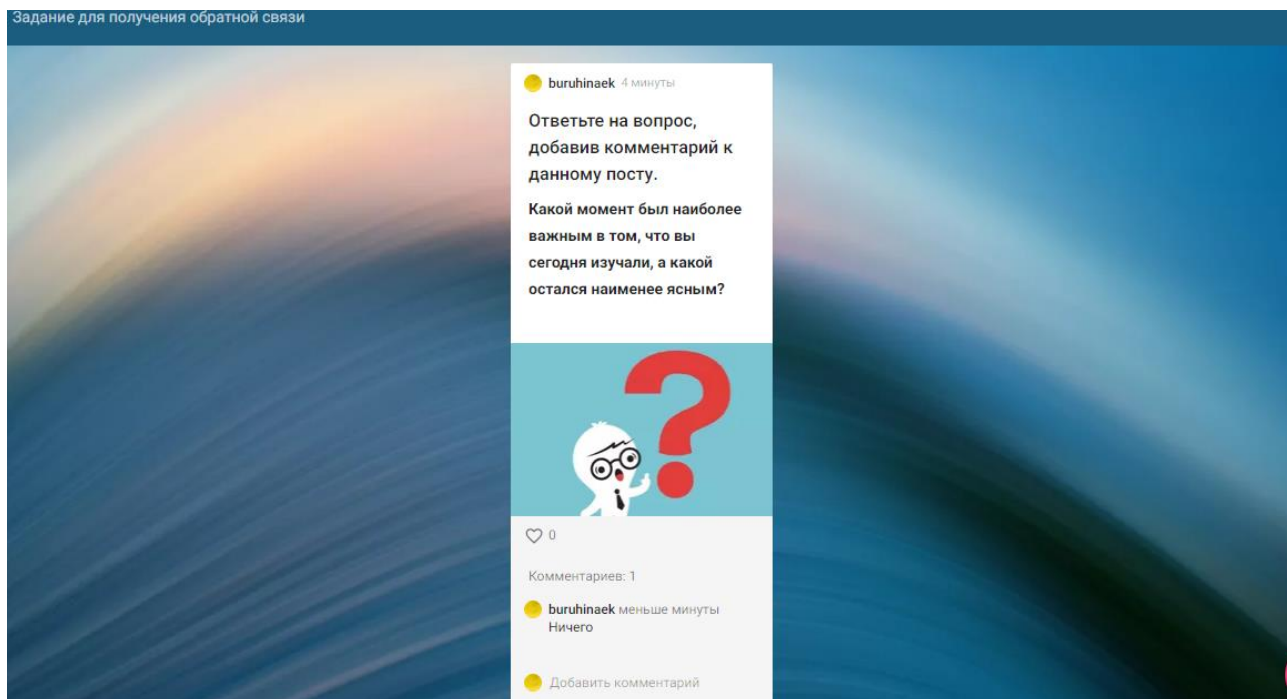 Задание для получения обратной связи
buruhinaek 4 минуты
Ответьте на вопрос,
добавив комментарий к
данному посту.
Какой момент был наиболее
важным в том, что вы
сегодня изучали, а какой
остался наименее ясным?
?
0
Комментариев: 1
buruhinaek меньше минуты
Ничего
Добавить комментарий